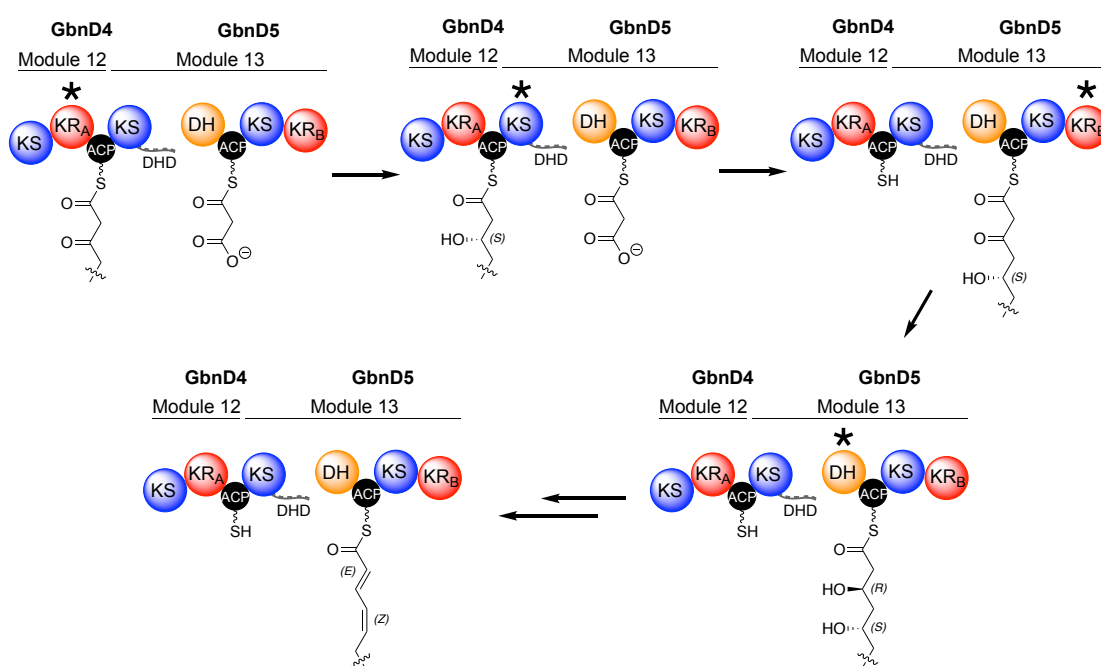 GbnD4 GbnD5
Module 12 Module 13
*
KS KRA ACP KS DHD DH ACP KS KRB
S S
O O
O O
O⊖
GbnD4 GbnD5
Module 12 Module 13
*
KS KRA ACP KS DHD DH ACP KS KRB
S S
O O
HO (S) O
O⊖
GbnD4 GbnD5
Module 12 Module 13
*
KS KRA ACP KS DHD DH ACP KS KRB
SH S
O
O
HO (S)
GbnD4 GbnD5
Module 12 Module 13
KS KRA ACP KS DHD DH ACP KS KRB
SH S
O
(E)
(Z)
GbnD4 GbnD5
Module 12 Module 13
*
KS KRA ACP KS DHD DH ACP KS KRB
SH S
O
HO (R)
HO (S)